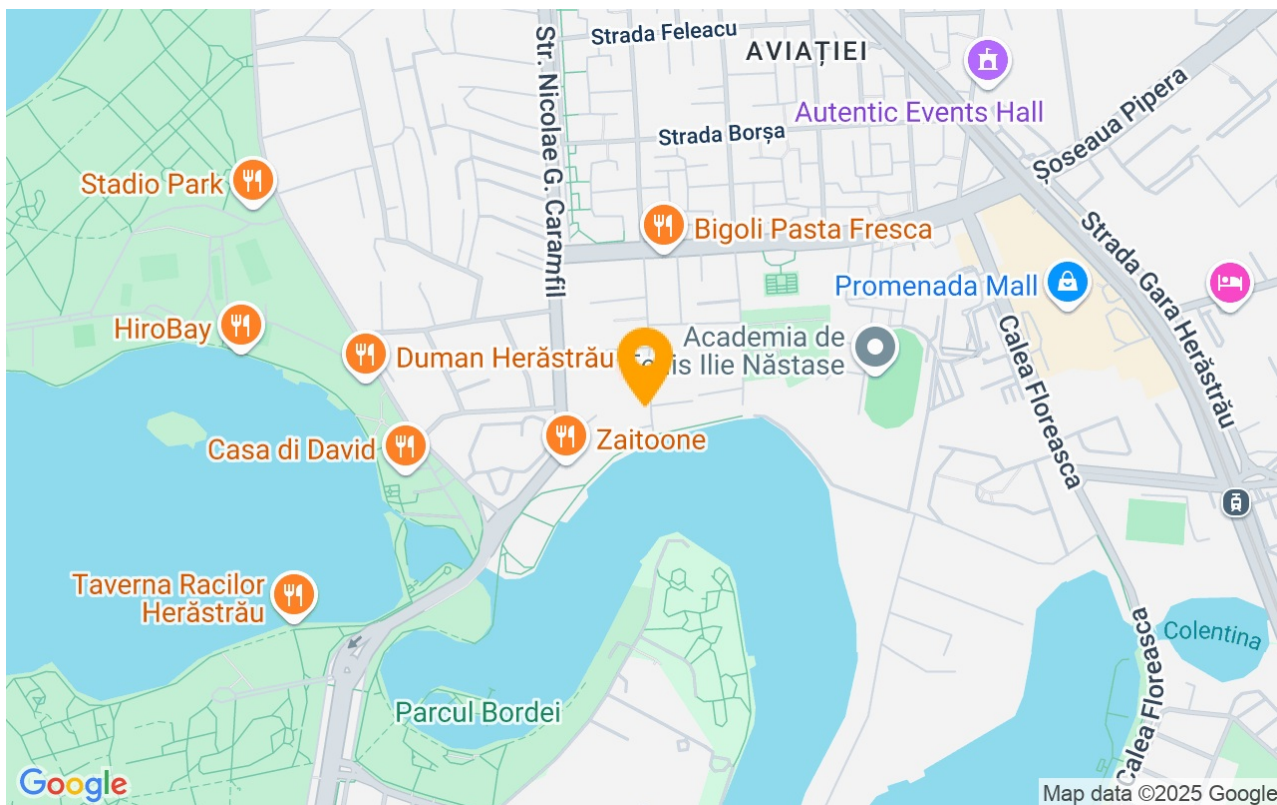 Strada Feleacu
AVIAȚIEI
Autentic Events Hall
Str. Nicolae G. Caramfil
Strada Borșa
Șoseaua Pipera
Stadio Park
Bigoli Pasta Fresca
Promenada Mall
Strada Gara Herăstrău
HiroBay
Duman Herăstrău
Academia de
Ilie Năstase
Calea Floreasca
Casa di David
Zaitoone
Taverna Racilor
Herăstrău
Colentina
Calea Floreasca
Parcul Bordei
Google
Map data ©2025 Google